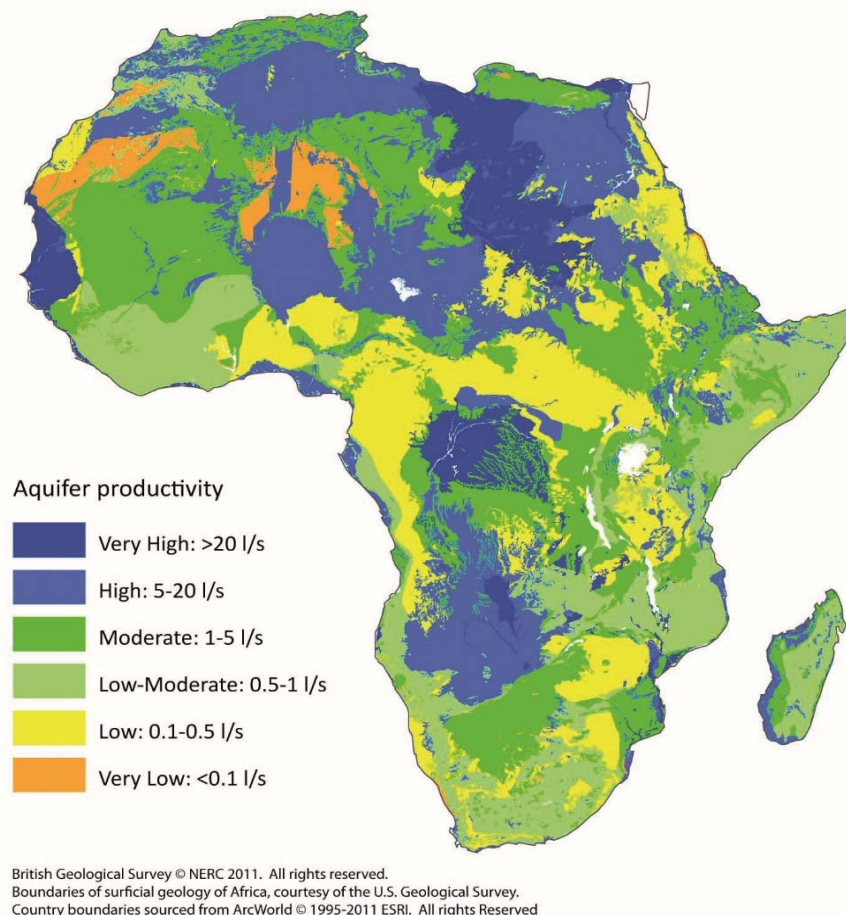 Aquifer productivity
Very High: >20 l/s
High: 5-20 l/s
Moderate: 1-5 l/s
Low-Moderate: 0.5-1 l/s
Low: 0.1-0.5 l/s
Very Low: <0.1 l/s
British Geological Survey © NERC 2011. All rights reserved.
Boundaries of surficial geology of Africa, courtesy of the U.S. Geological Survey.
Country boundaries sourced from ArcWorld © 1995-2011 ESRI. All rights Reserved